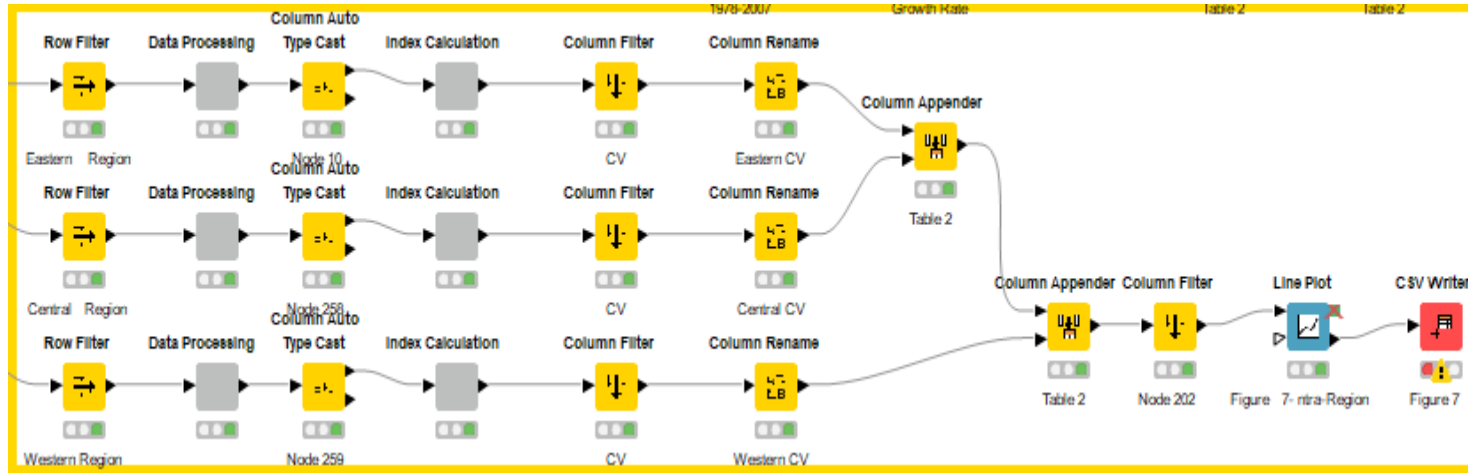 1978-2007 Growth Rate Table 2 Table 2
Column Auto
Row Filter Data Processing Type Cast Index Calculation Column Filter Column Rename
Column Appender
Eastern Region Node 10 CV Eastern CV
Column Auto
Row Filter Data Processing Type Cast Index Calculation Column Filter Column Rename
Table 2
Column Appender Column Filter Line Plot CSV Writer
Central Region Node 258 CV Central CV
Column Auto
Row Filter Data Processing Type Cast Index Calculation Column Filter Column Rename
Table 2 Node 202 Figure 7- ntra-Region Figure 7
Western Region Node 259 CV Western CV